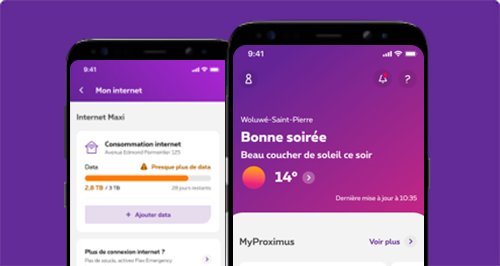 9:41
Mon internet
Internet Maxi
Consommation internet
Avenue Edmond Parmentier 125
Data
Presque plus de data
2,8 TB / 3 TB
28 jours restants
+ Ajouter data
Plus de connexion internet ?
Pas de soucis, activez Pax-Emergency
9:41
?
Woluwé-Saint-Pierre
Bonne soirée
Beau coucher de soleil ce soir
14°
Dernière mise à jour à 10:35
MyProximus
Voir plus